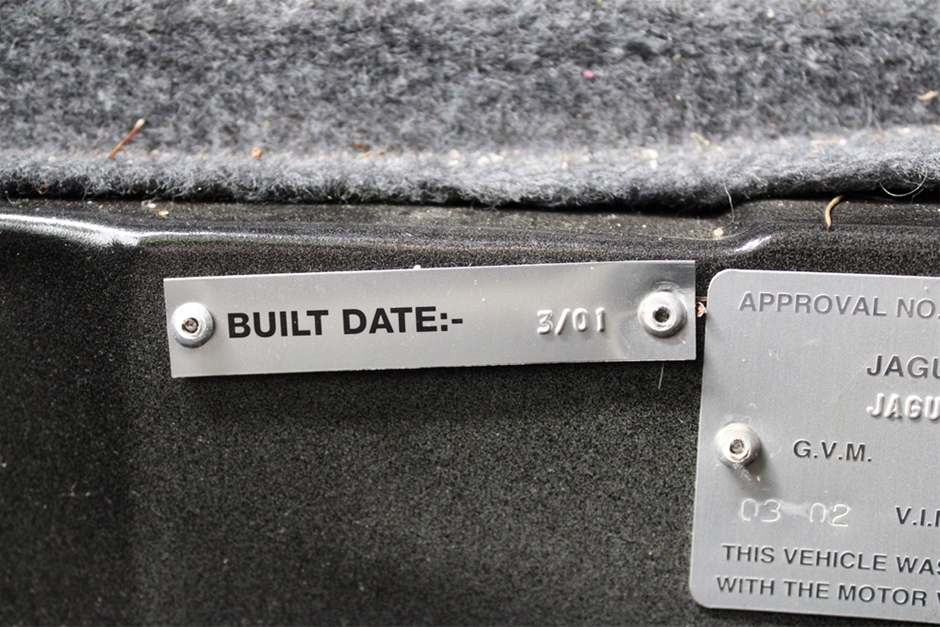 BUILT DATE:- 3/01
APPROVAL NO.
JAGU
JAGU
G.V.M.
03 02 V.I.
THIS VEHICLE WAS
WITH THE MOTOR